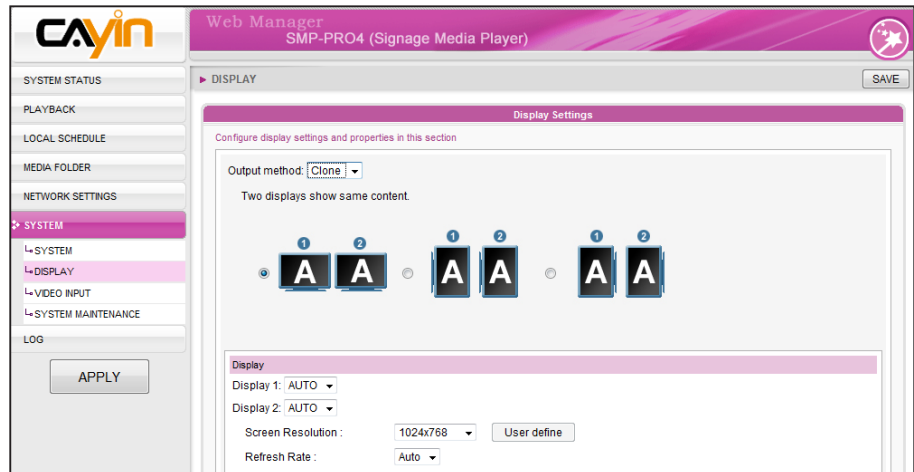 CAYIN
Web Manager
SMP-PRO4 (Signage Media Player)
SYSTEM STATUS
PLAYBACK
LOCAL SCHEDULE
MEDIA FOLDER
NETWORK SETTINGS
SYSTEM
SYSTEM
DISPLAY
VIDEO INPUT
SYSTEM MAINTENANCE
LOG
APPLY
DISPLAY
SAVE
Display Settings
Configure display settings and properties in this section
Output method: Clone
Two displays show same content.
1 2 1 2 1 2
A A A A A A
Display
Display 1: AUTO
Display 2: AUTO
Screen Resolution : 1024x768 User define
Refresh Rate : Auto